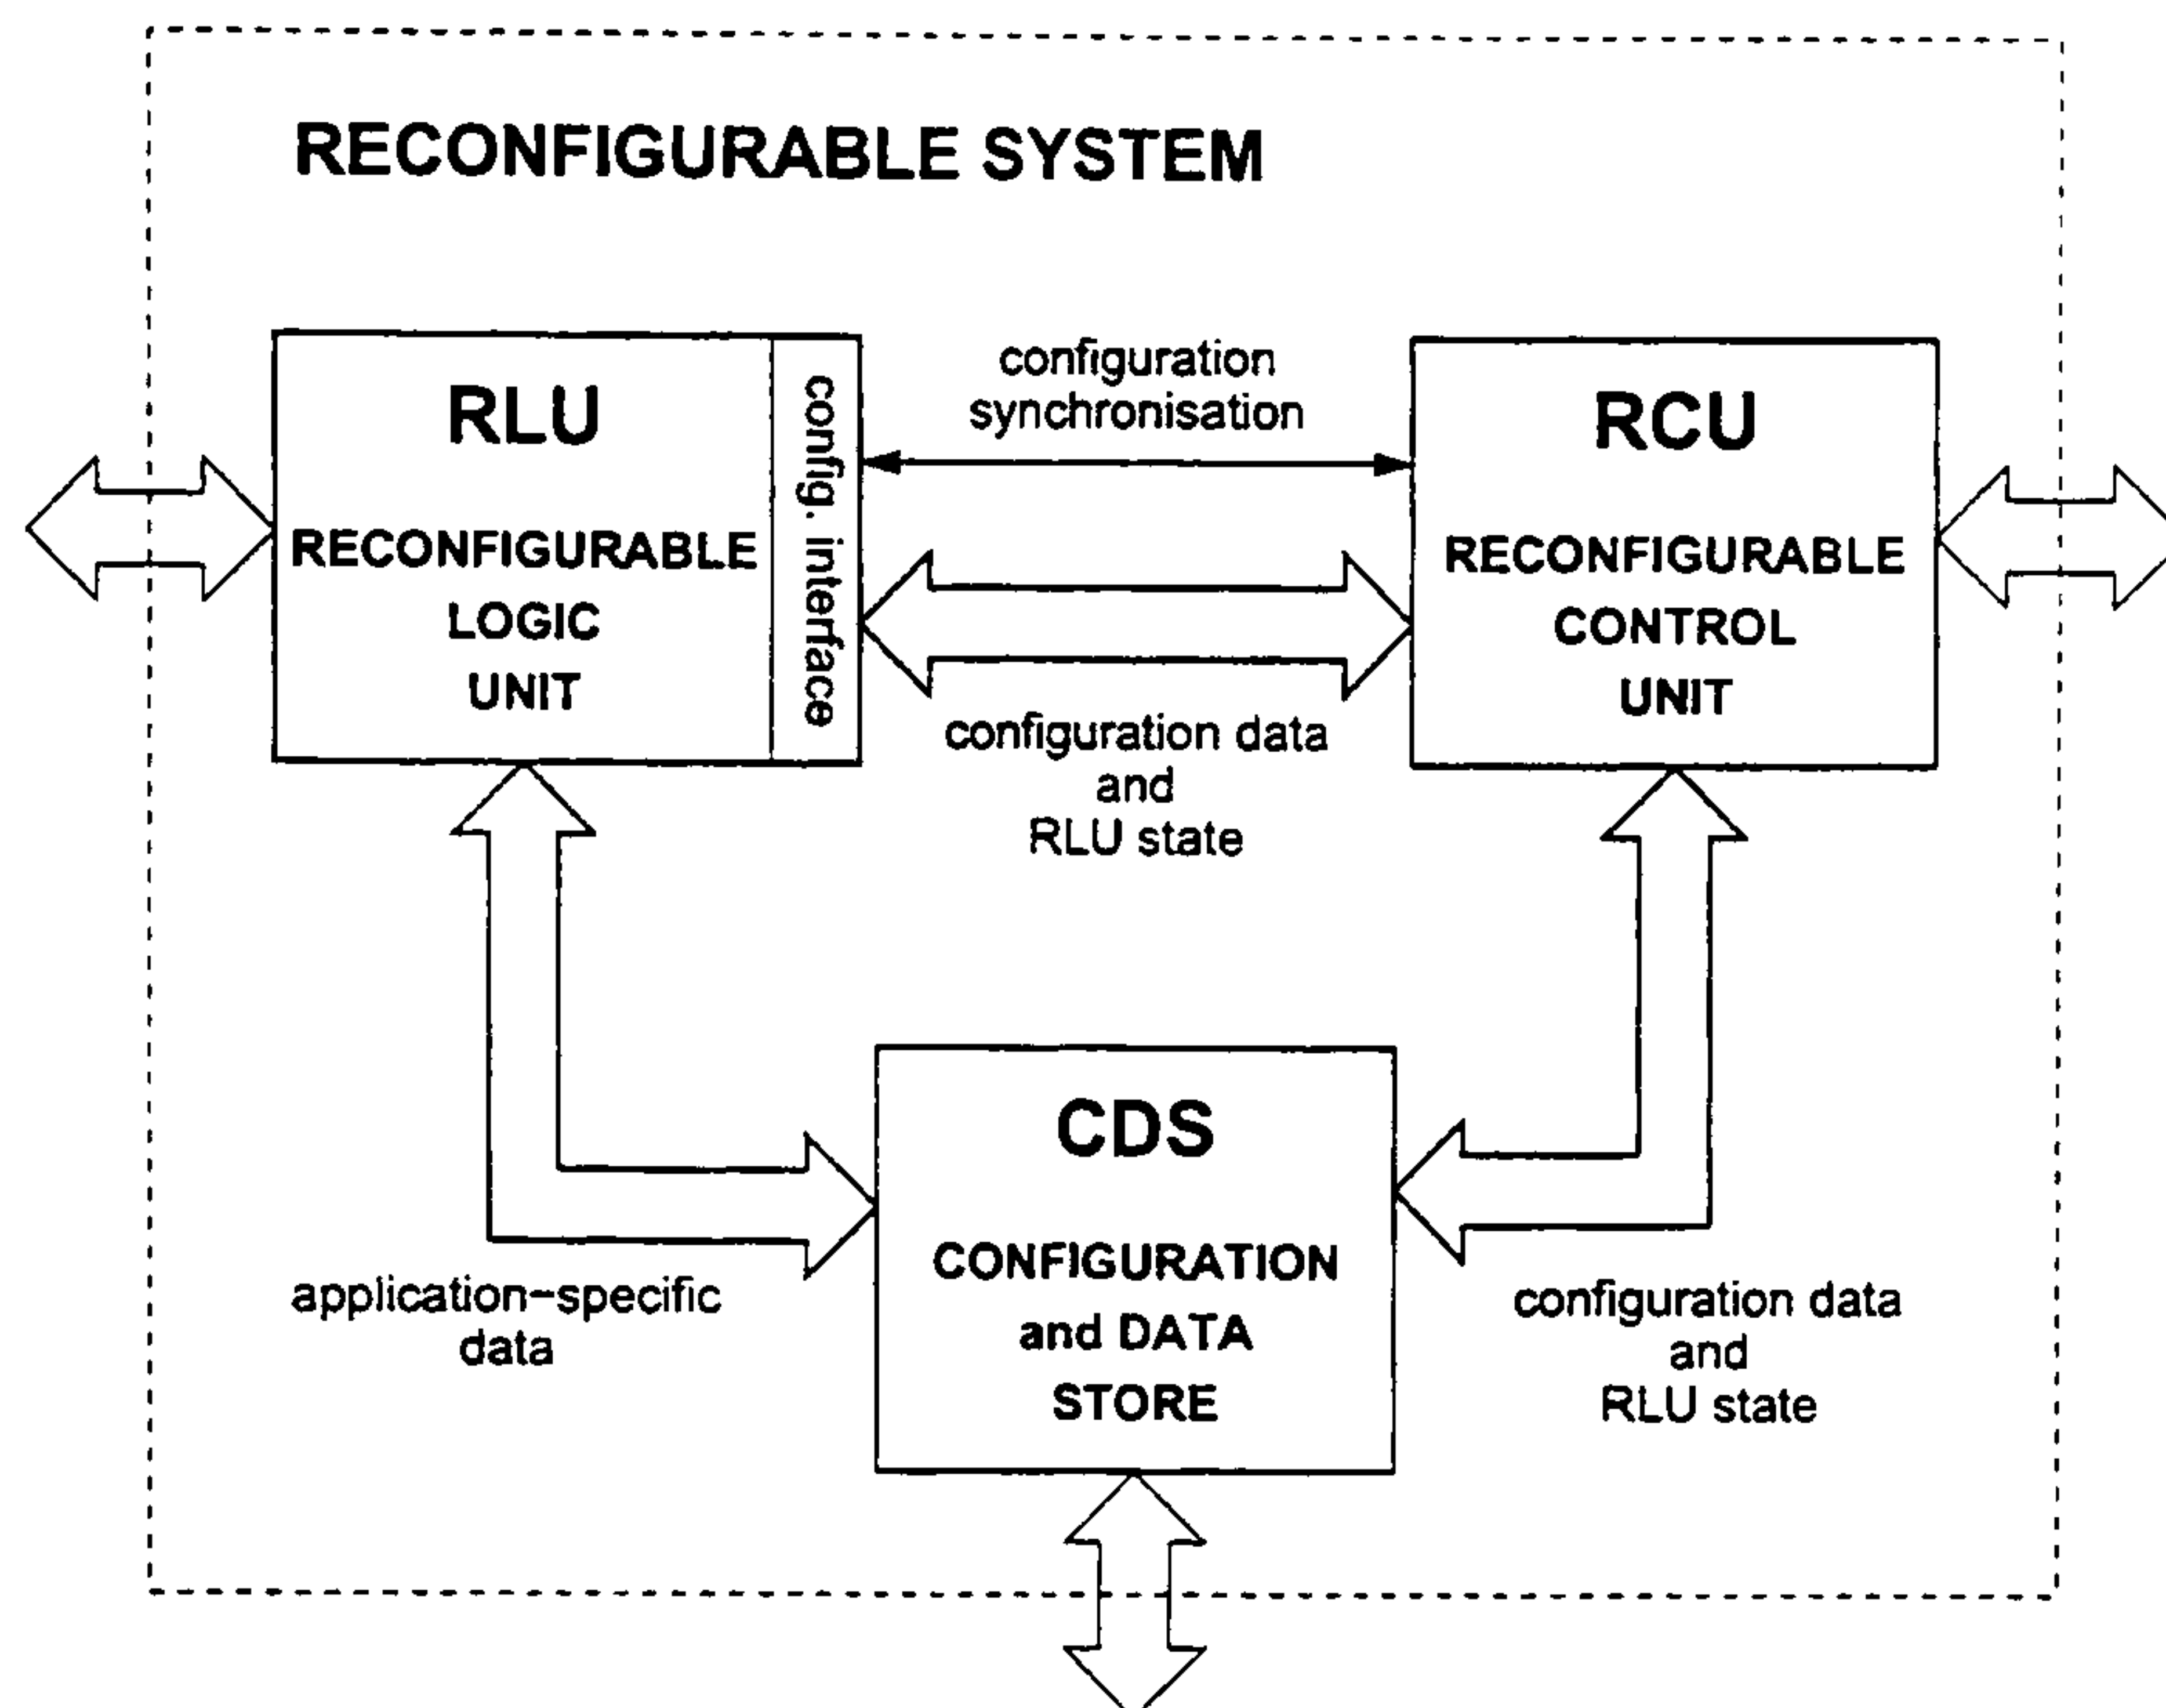 RECONFIGURABLE SYSTEM
RLU
RECONFIGURABLE
LOGIC
UNIT
config. interface
configuration
synchronisation
configuration data
and
RLU state
RCU
RECONFIGURABLE
CONTROL
UNIT
CDS
CONFIGURATION
and DATA
STORE
application-specific
data
configuration data
and
RLU state